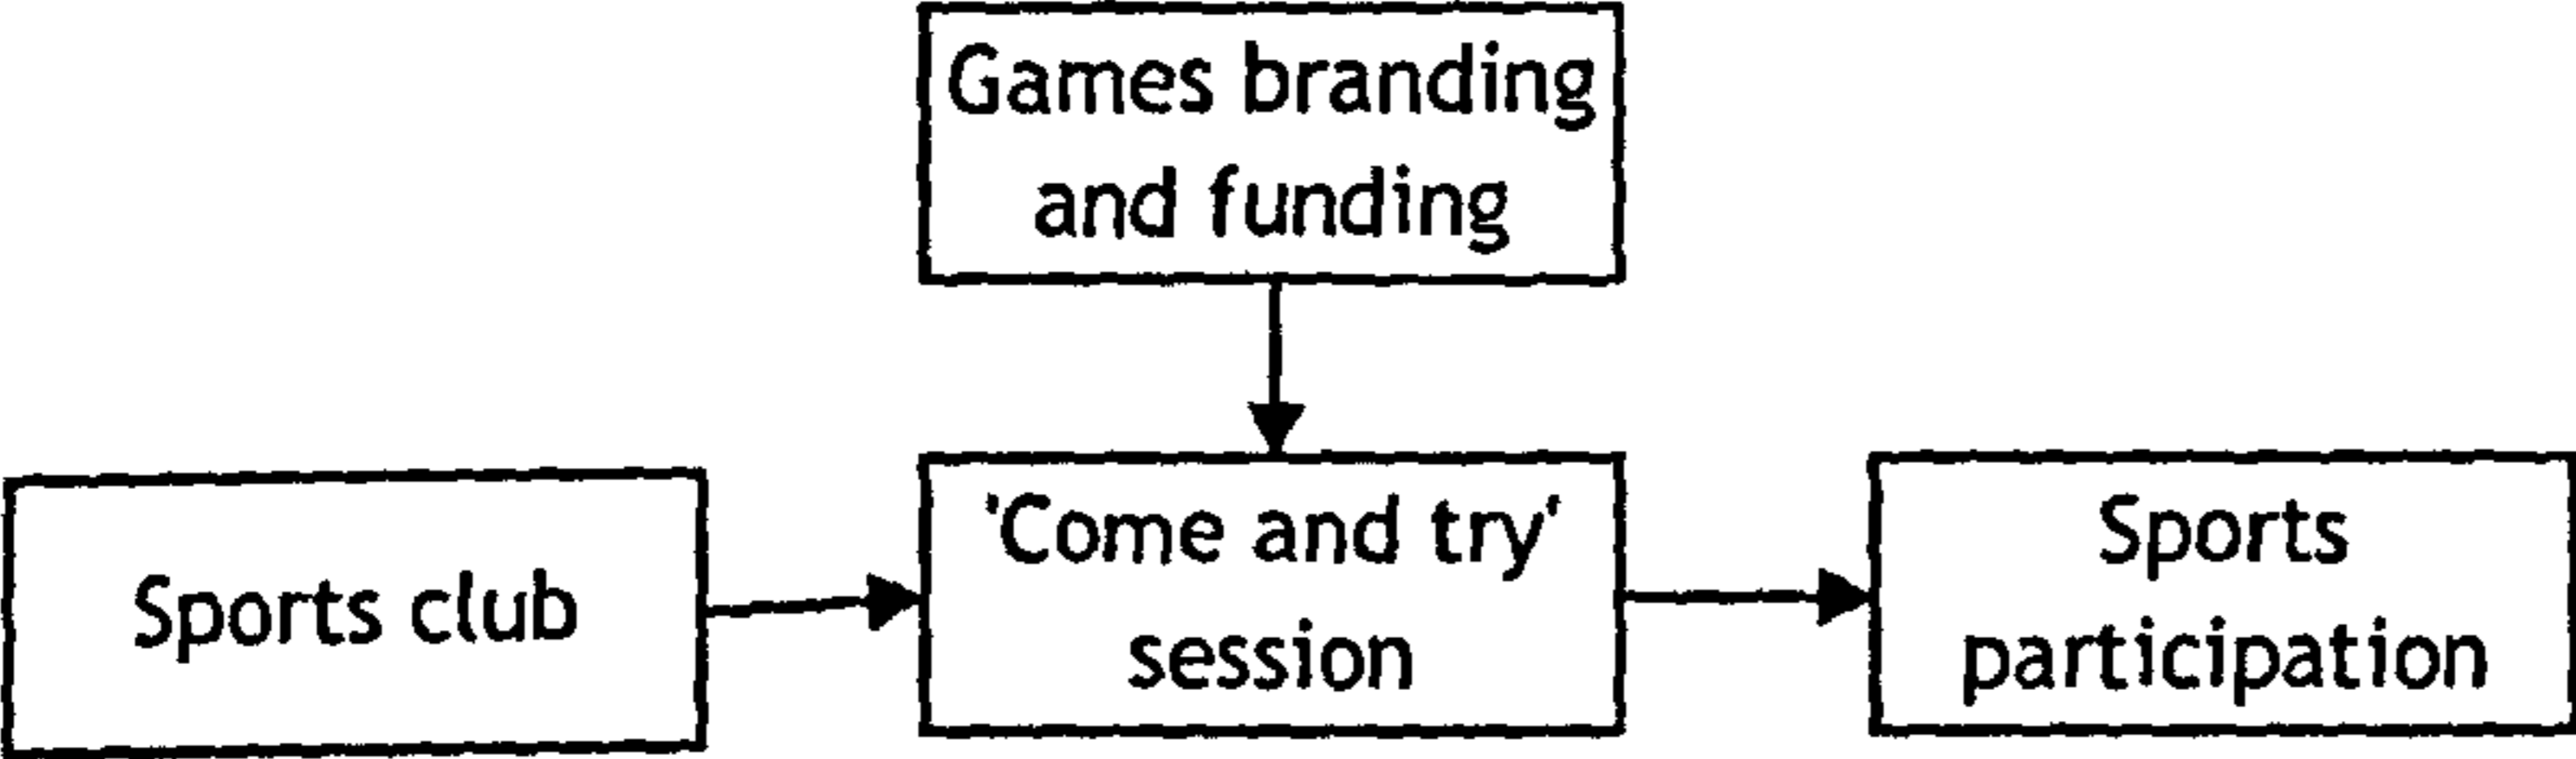 Games branding
and funding
Sports club
'Come and try'
session
Sports
participation